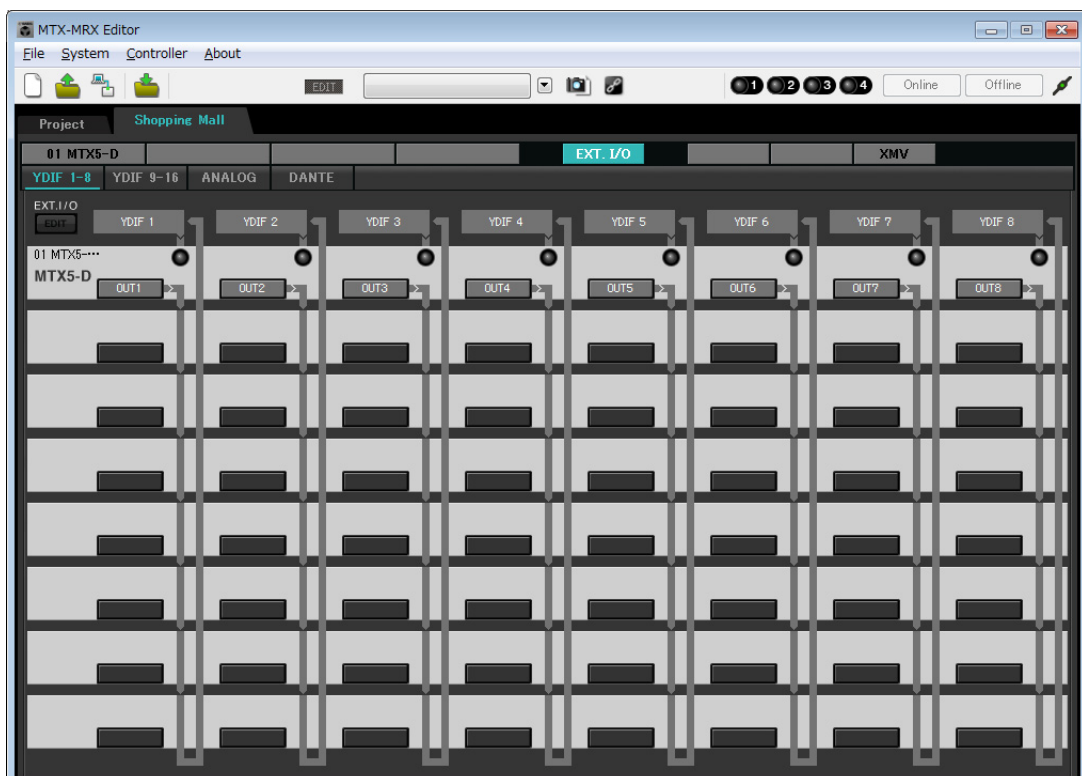 MTX-MRX Editor
File System Controller About
EDIT 1 2 3 4 Online Offline
Project Shopping Mall
01 MTX5-D EXT. I/O XMV
YDIF 1-8 YDIF 9-16 ANALOG DANTE
EXT.I/O
EDIT YDIF 1 YDIF 2 YDIF 3 YDIF 4 YDIF 5 YDIF 6 YDIF 7 YDIF 8
01 MTX5-···
MTX5-D
OUT1 OUT2 OUT3 OUT4 OUT5 OUT6 OUT7 OUT8